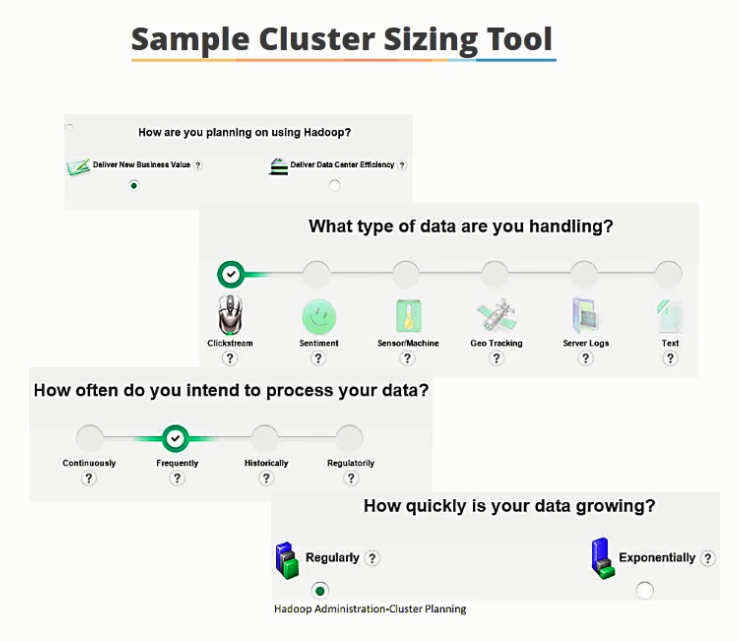 Sample Cluster Sizing Tool
How are you planning on using Hadoop?
Deliver New Business Value ? Deliver Data Center Efficiency ?
What type of data are you handling?
Clickstream Sentiment Sensor/Machine Geo Tracking Server Logs Text
? ? ? ? ? ?
How often do you intend to process your data?
Continuously Frequently Historically Regulatorily
? ? ? ?
How quickly is your data growing?
Regularly ? Exponentially ?
Hadoop Administration-Cluster Planning